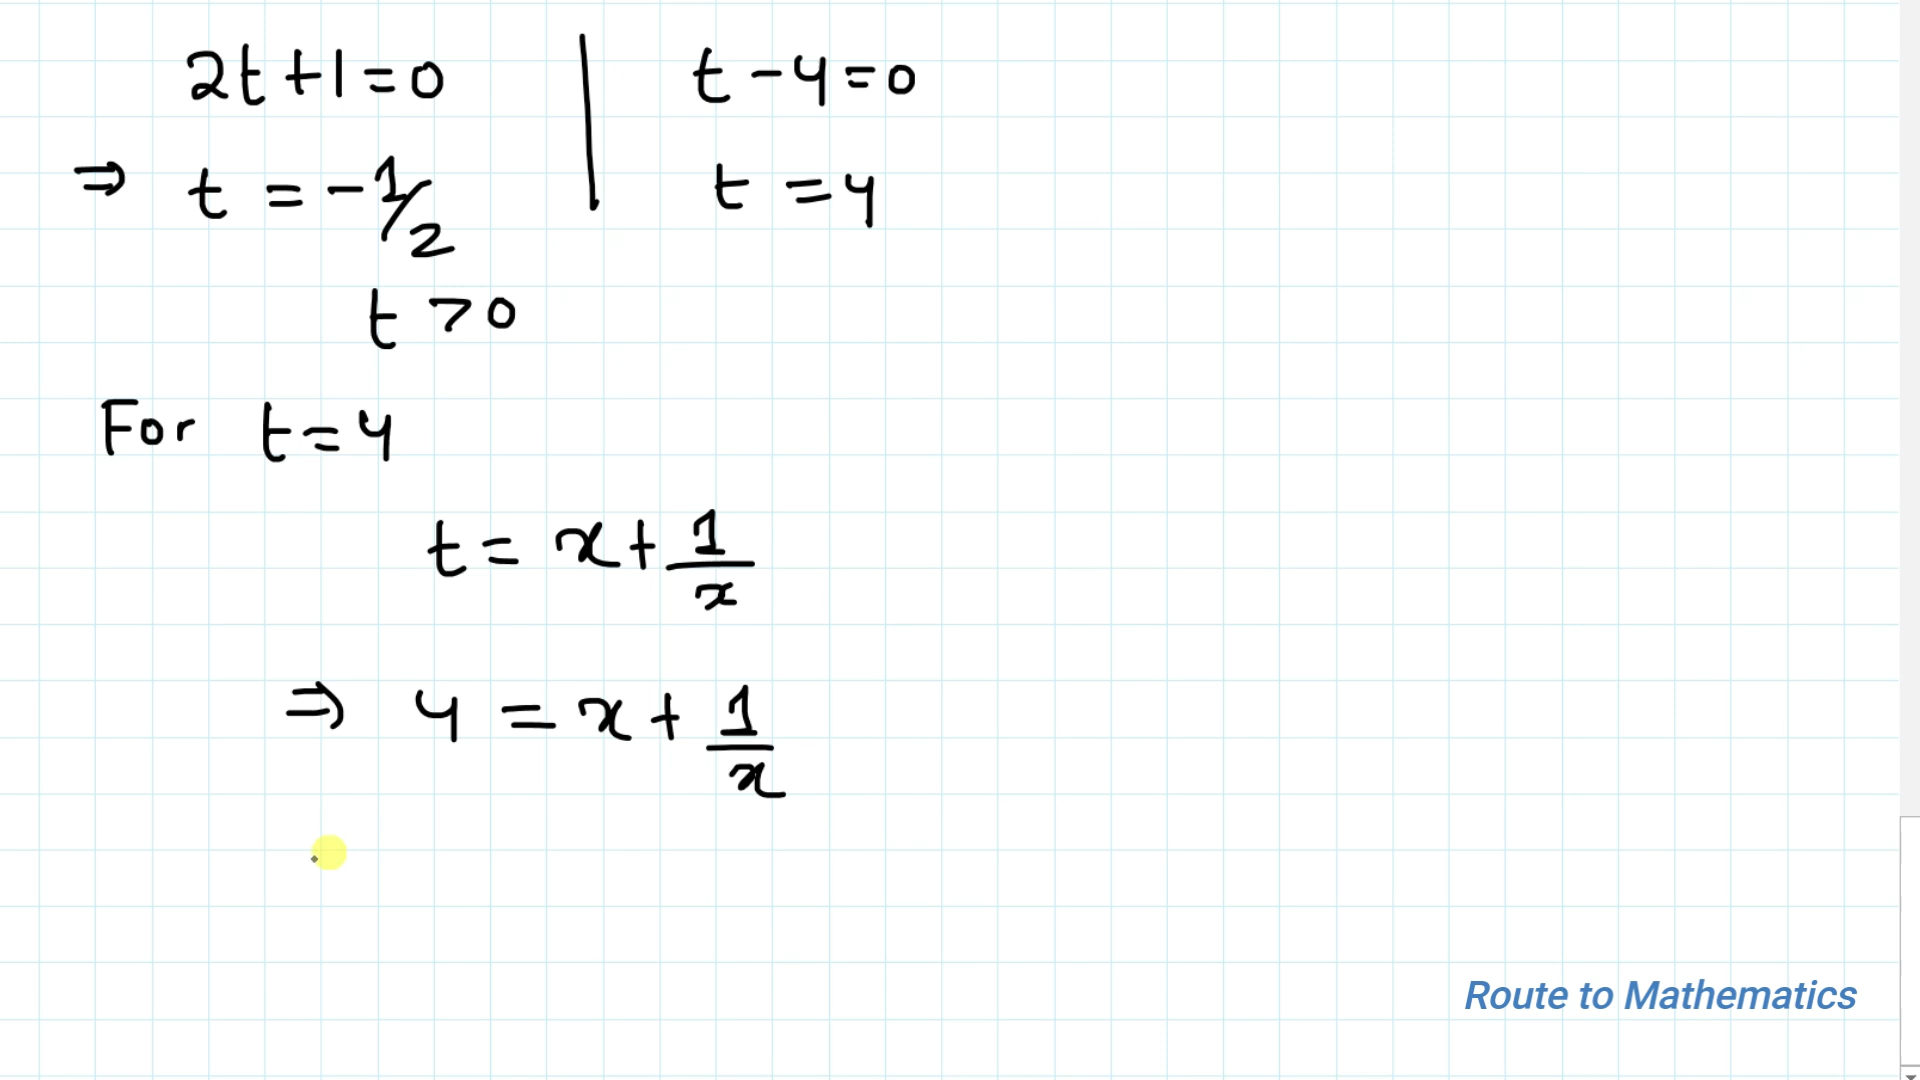 2t+1=0 | t-4=0
⇒ t = -1/2 t = 4
t > 0
For t=4
t = x + 1/x
⇒ 4 = x + 1/x
Route to Mathematics